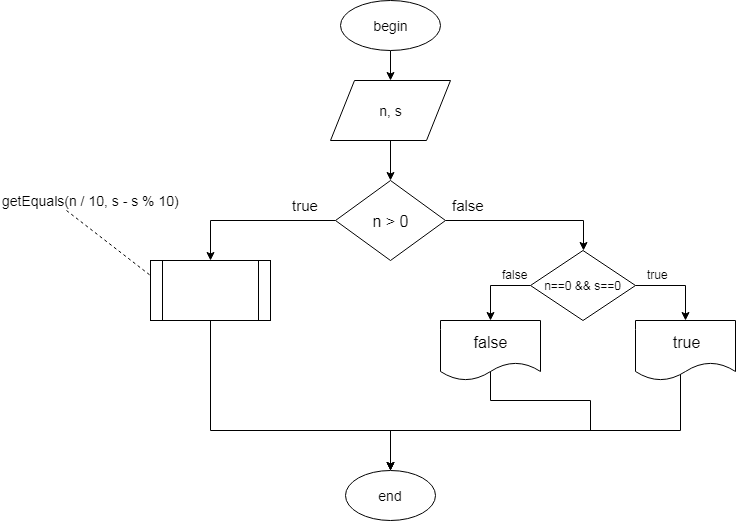 begin
n, s
getEquals(n / 10, s - s % 10)
true
false
n > 0
false
true
n==0 && s==0
false
true
end